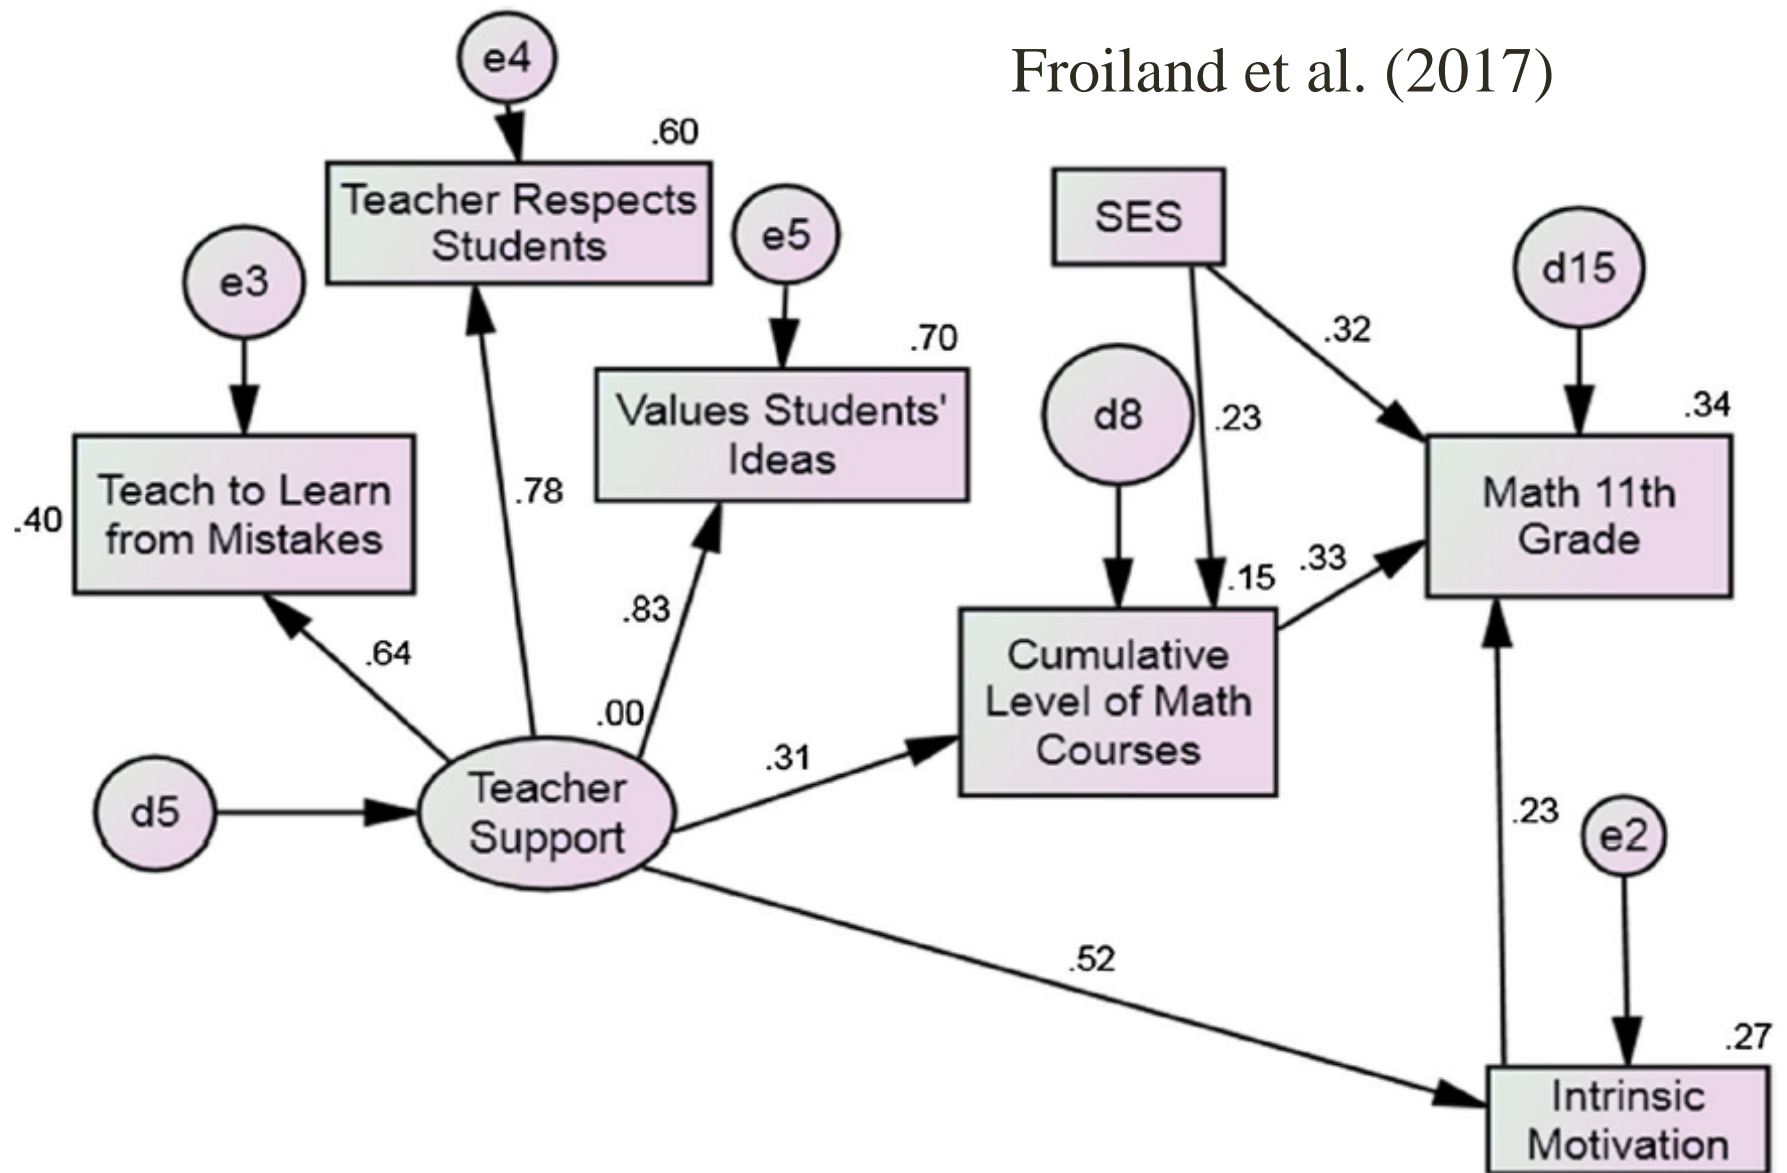 Froiland et al. (2017)
e4
.60
Teacher Respects
Students
e3
e5
.70
Values Students'
Ideas
SES
d15
.32
d8
.23
.34
Math 11th
Grade
.40
Teach to Learn
from Mistakes
.78
.83
.64
.00
.15
.33
Cumulative
Level of Math
Courses
d5
Teacher
Support
.31
.52
.23
e2
.27
Intrinsic
Motivation